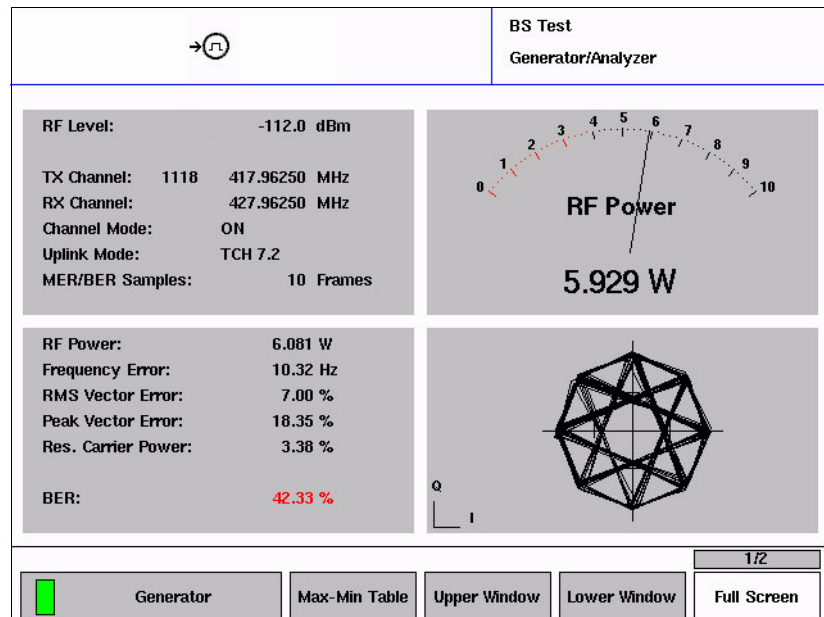 BS Test
Generator/Analyzer
RF Level: -112.0 dBm
TX Channel: 1118 417.96250 MHz
RX Channel: 427.96250 MHz
Channel Mode: ON
Uplink Mode: TCH 7.2
MER/BER Samples: 10 Frames
0 1 2 3 4 5 6 7 8 9 10
RF Power
5.929 W
RF Power: 6.081 W
Frequency Error: 10.32 Hz
RMS Vector Error: 7.00 %
Peak Vector Error: 18.35 %
Res. Carrier Power: 3.38 %
BER: 42.33 %
Q
I
1/2
Generator
Max-Min Table
Upper Window
Lower Window
Full Screen